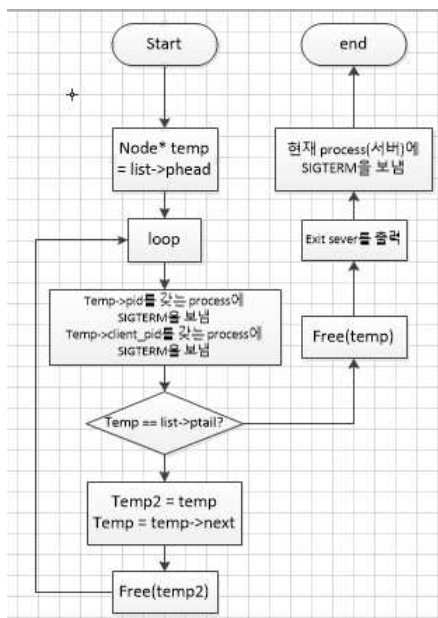 Start
Node* temp
= list->phead
loop
Temp->pid를 갖는 process에
SIGTERM을 보냄
Temp->client_pid를 갖는 process에
SIGTERM을 보냄
Temp == list->ptail?
Temp2 = temp
Temp = temp->next
Free(temp2)
Free(temp)
Exit sever를 출력
현재 process(서버)에
SIGTERM을 보냄
end